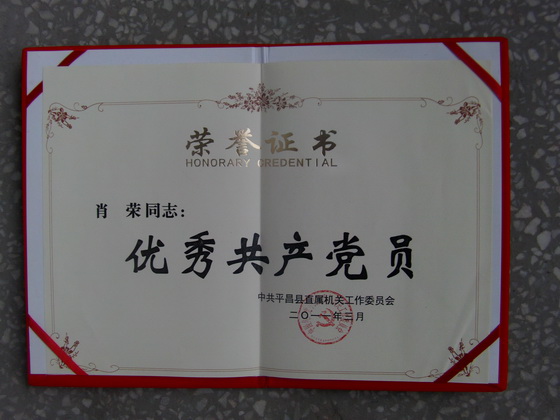 荣誉证书
HONORARY CREDENTIAL
肖 荣同志：
优秀共产党员
中共平昌县直属机关工作委员会
二〇一一年三月